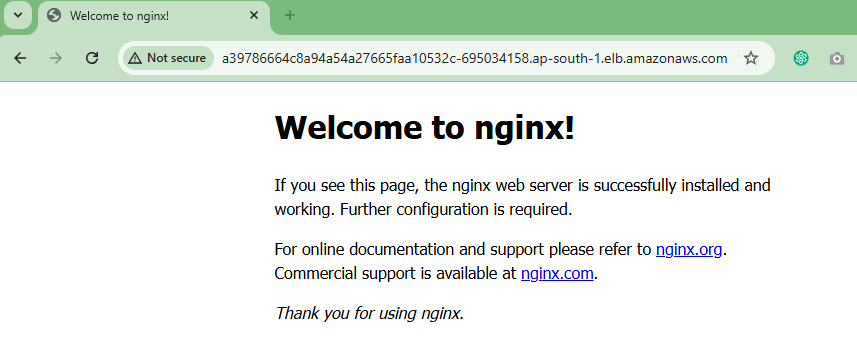 Welcome to nginx!
Not secure
a39786664c8a94a54a27665faa10532c-695034158.ap-south-1.elb.amazonaws.com
Welcome to nginx!
If you see this page, the nginx web server is successfully installed and
working. Further configuration is required.
For online documentation and support please refer to nginx.org.
Commercial support is available at nginx.com.
Thank you for using nginx.